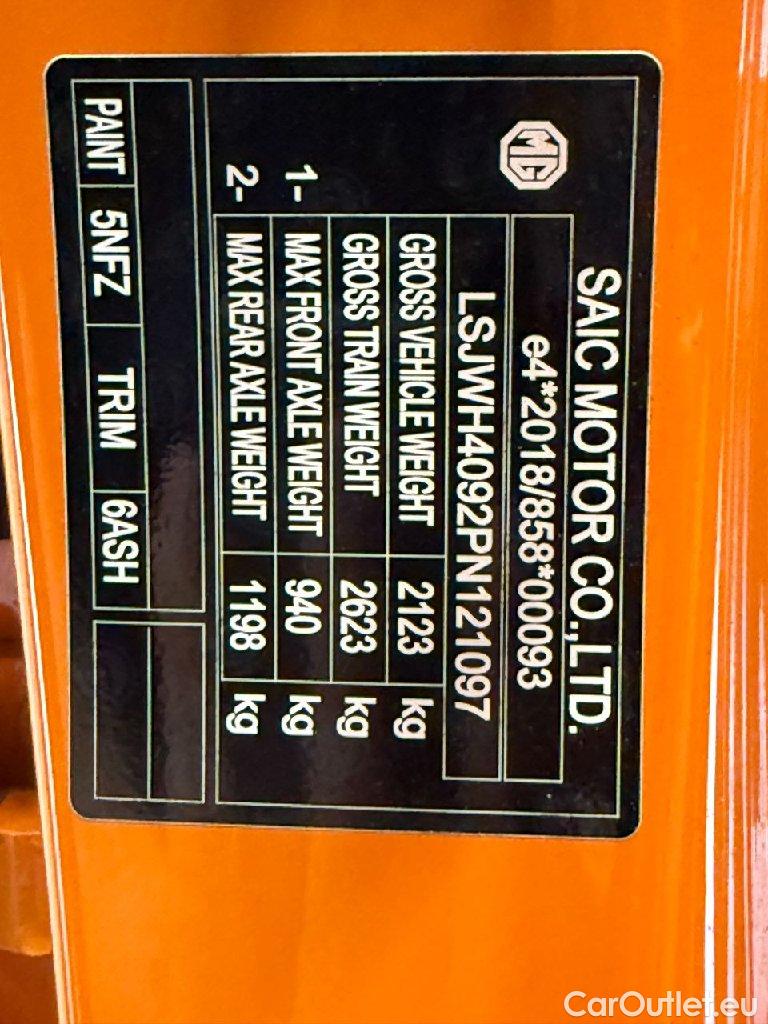 MG
SAIC MOTOR CO.,LTD.
e4*2018/858*00093
LSJWH4092PN121097
GROSS VEHICLE WEIGHT 2123 kg
GROSS TRAIN WEIGHT 2623 kg
1- MAX FRONT AXLE WEIGHT 940 kg
2- MAX REAR AXLE WEIGHT 1198 kg
PAINT 5NFZ TRIM 6ASH
CarOutlet.eu